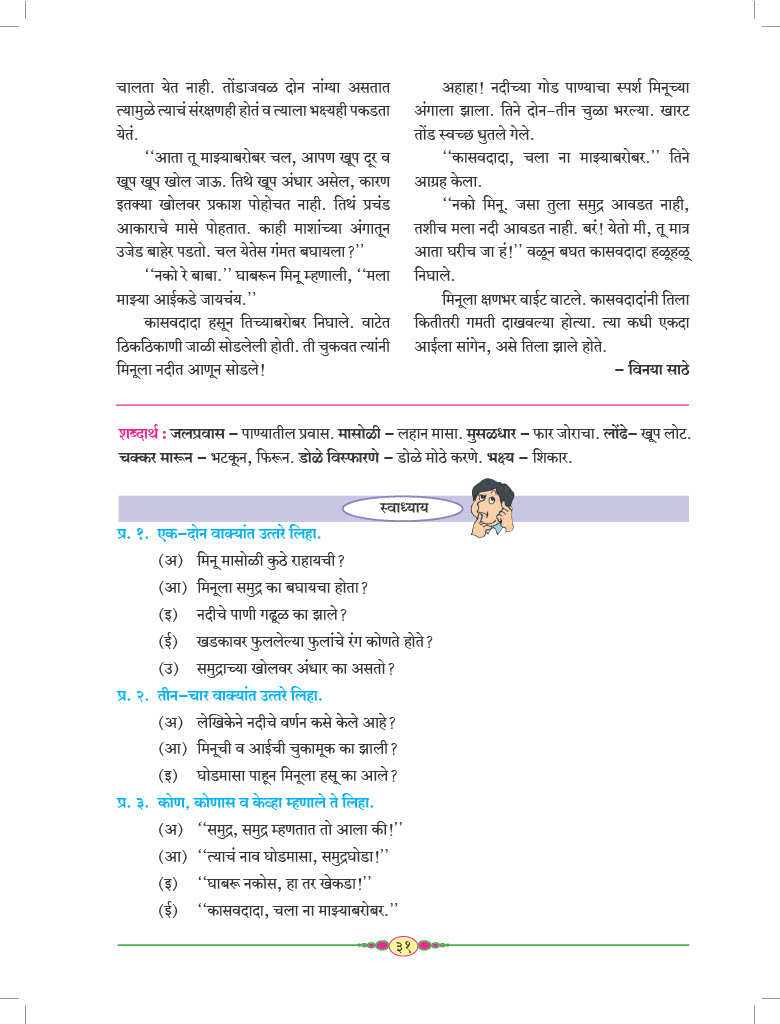 चालता येत नाही. तोंडाजवळ दोन नांग्या असतात
त्यामुळे त्याचं संरक्षणही होतं व त्याला भक्ष्यही पकडता
येतं.
‘‘आता तू माझ्याबरोबर चल, आपण खूप दूर व
खूप खूप खोल जाऊ. तिथे खूप अंधार असेल, कारण
इतक्या खोलवर प्रकाश पोहोचत नाही. तिथं प्रचंड
आकाराचे मासे पोहतात. काही माशांच्या अंगातून
उजेड बाहेर पडतो. चल येतेस गंमत बघायला?’’
‘‘नको रे बाबा.’’ घाबरून मिनू म्हणाली, ‘‘मला
माझ्या आईकडे जायचंय.’’
कासवदादा हसून तिच्याबरोबर निघाले. वाटेत
ठिकठिकाणी जाळी सोडलेली होती. ती चुकवत त्यांनी
मिनूला नदीत आणून सोडले!
अहाहा! नदीच्या गोड पाण्याचा स्पर्श मिनूच्या
अंगाला झाला. तिने दोन-तीन चुळा भरल्या. खारट
तोंड स्वच्छ धुतले गेले.
‘‘कासवदादा, चला ना माझ्याबरोबर.’’ तिने
आग्रह केला.
‘‘नको मिनू. जसा तुला समुद्र आवडत नाही,
तशीच मला नदी आवडत नाही. बरं! येतो मी, तू मात्र
आता घरीच जा हं!’’ वळून बघत कासवदादा हळूहळू
निघाले.
मिनूला क्षणभर वाईट वाटले. कासवदादांनी तिला
कितीतरी गमती दाखवल्या होत्या. त्या कधी एकदा
आईला सांगेन, असे तिला झाले होते.
– विनया साठे
शब्दार्थ : जलप्रवास – पाण्यातील प्रवास. मासोळी – लहान मासा. मुसळधार – फार जोराचा. लोंढे– खूप लोट.
चक्कर मारून – भटकून, फिरून. डोळे विस्फारणे – डोळे मोठे करणे. भक्ष्य – शिकार.
स्वाध्याय
प्र. १. एक-दोन वाक्यांत उत्तरे लिहा.
(अ) मिनू मासोळी कुठे राहायची?
(आ) मिनूला समुद्र का बघायचा होता?
(इ) नदीचे पाणी गढूळ का झाले?
(ई) खडकावर फुललेल्या फुलांचे रंग कोणते होते?
(उ) समुद्राच्या खोलवर अंधार का असतो?
प्र. २. तीन-चार वाक्यांत उत्तरे लिहा.
(अ) लेखिकेने नदीचे वर्णन कसे केले आहे?
(आ) मिनूची व आईची चुकामूक का झाली?
(इ) घोडमासा पाहून मिनूला हसू का आले?
प्र. ३. कोण, कोणास व केव्हा म्हणाले ते लिहा.
(अ) ‘‘समुद्र, समुद्र म्हणतात तो आला की!’’
(आ) ‘‘त्याचं नाव घोडमासा, समुद्रघोडा!’’
(इ) ‘‘घाबरू नकोस, हा तर खेकडा!’’
(ई) ‘‘कासवदादा, चला ना माझ्याबरोबर.’’
३१